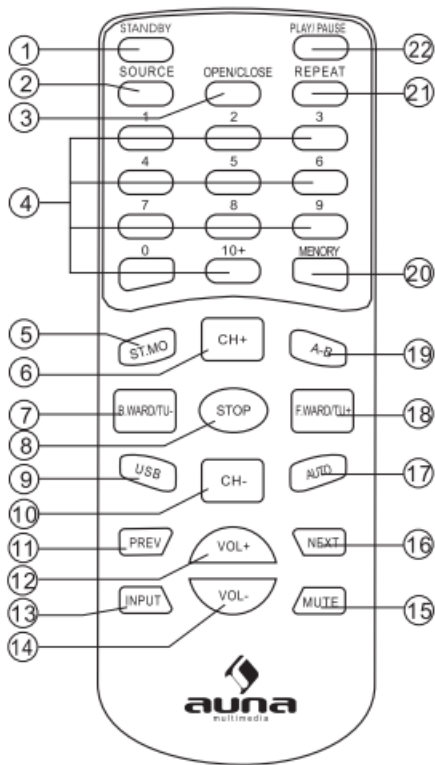 STANDBY PLAY/ PAUSE
1 22
SOURCE OPEN/CLOSE REPEAT
2 21
3
1 2 3
4 5 6
4
7 8 9
0 10+ MENORY
20
5 ST.MO CH+ A-B 19
6
7 B.WARD/TU- STOP F.WARD/TU+ 18
8
9 USB CH- AUTO 17
10
11 PREV VOL+ NEXT 16
12
13 INPUT VOL- MUTE 15
14
auna
multimedia